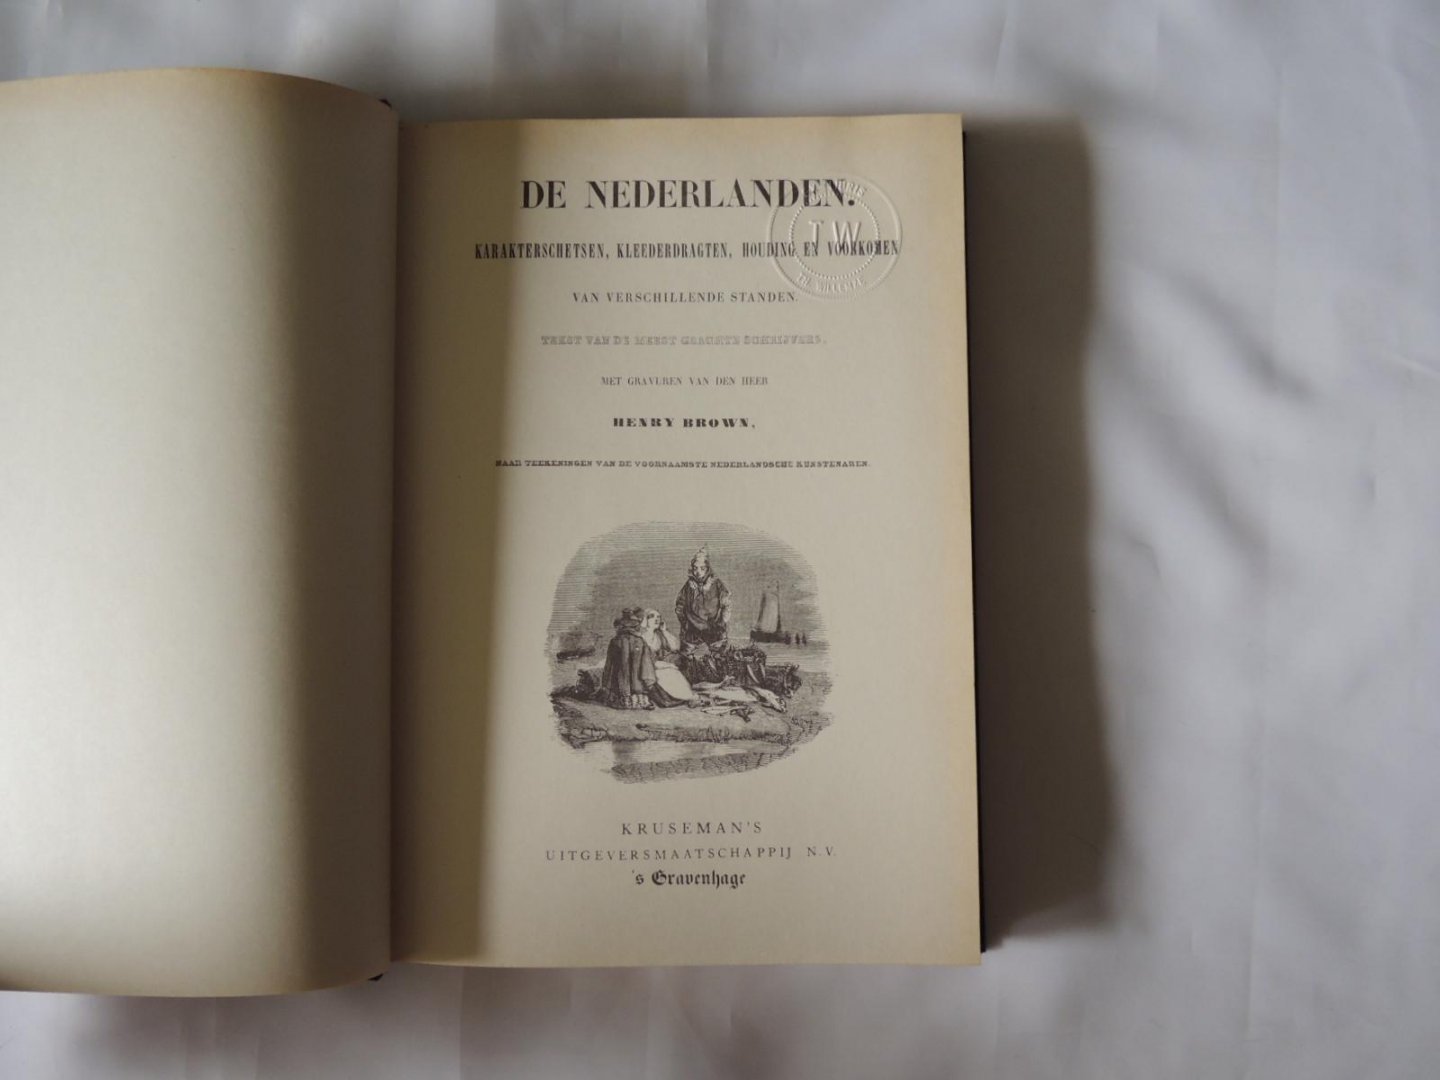 DE NEDERLANDEN.
KARAKTERSCHETSEN, KLEEDERDRAGTEN, HOUDING EN VOORKOMEN
VAN VERSCHILLENDE STANDEN.
TEKST VAN DE MEEST GEACHTE SCHRIJVERS,
MET GRAVUREN VAN DEN HEER
HENRY BROWN,
NAAR TEEKENINGEN VAN DE VOORNAAMSTE NEDERLANDSCHE KUNSTENAREN.
T.W.
KRUSEMAN'S
UITGEVERSMAATSCHAPPIJ N.V.
's Gravenhage